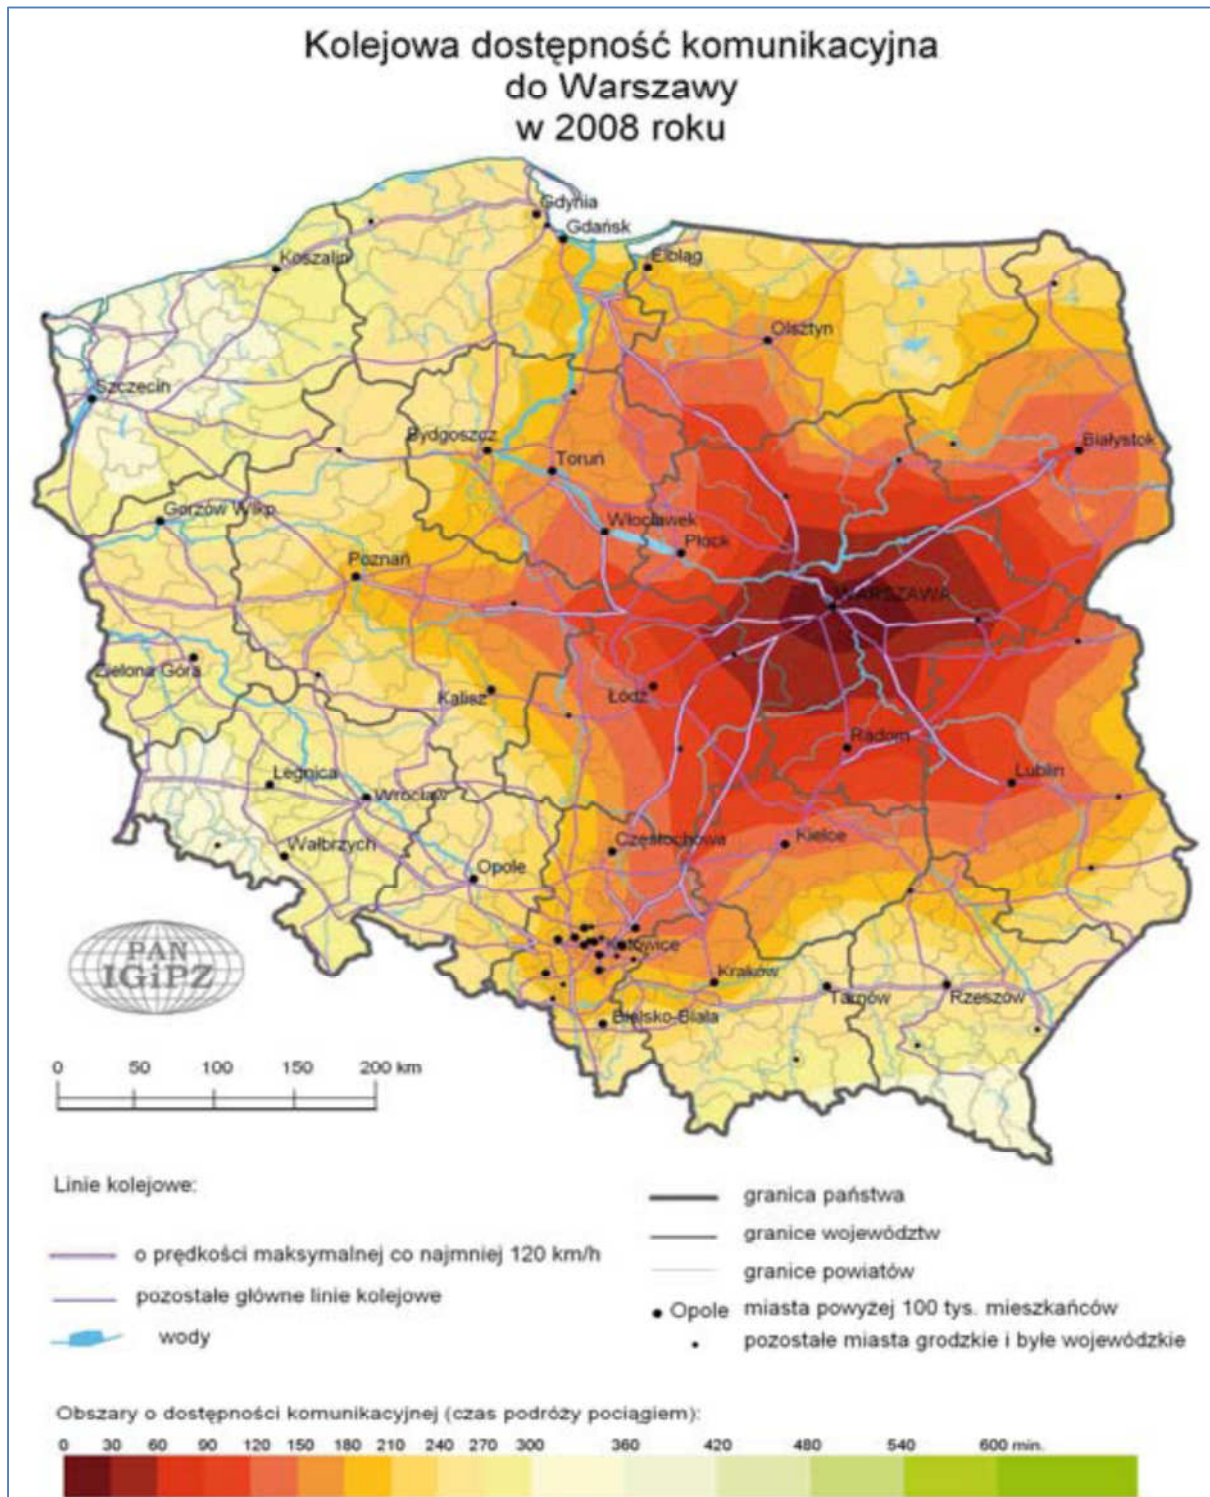 Kolejowa dostępność komunikacyjna
do Warszawy
w 2008 roku
Gdynia
Gdańsk
Koszalin
Elbląg
Olsztyn
Szczecin
Bydgoszcz
Białystok
Toruń
Gorzów Wlkp.
Włocławek
Płock
Poznań
WARSZAWA
Zielona Góra
Kalisz
Łódź
Radom
Legnica
Lublin
Wrocław
Częstochowa
Kielce
Wałbrzych
Opole
Katowice
PAN
IGiPZ
Kraków
Tarnów
Rzeszów
Bielsko-Biała
0 50 100 150 200 km
Linie kolejowe:
o prędkości maksymalnej co najmniej 120 km/h
pozostałe główne linie kolejowe
wody
granica państwa
granice województw
granice powiatów
Opole miasta powyżej 100 tys. mieszkańców
pozostałe miasta grodzkie i byłe wojewódzkie
Obszary o dostępności komunikacyjnej (czas podróży pociągiem):
0 30 60 90 120 150 180 210 240 270 300 360 420 480 540 600 min.